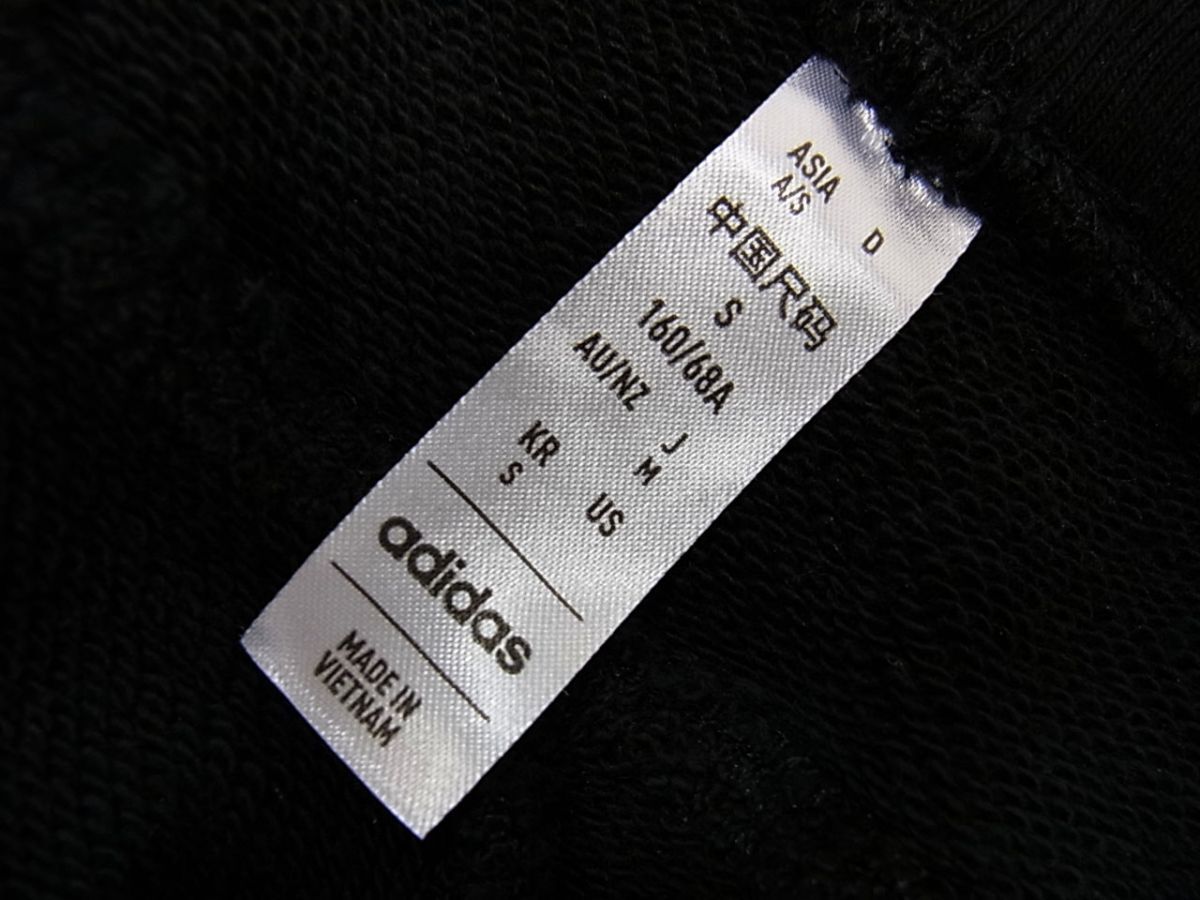 ASIA
A/S D
中国尺码
S
160/68A
AU/NZ J
M
KR US
S
adidas
MADE IN
VIETNAM